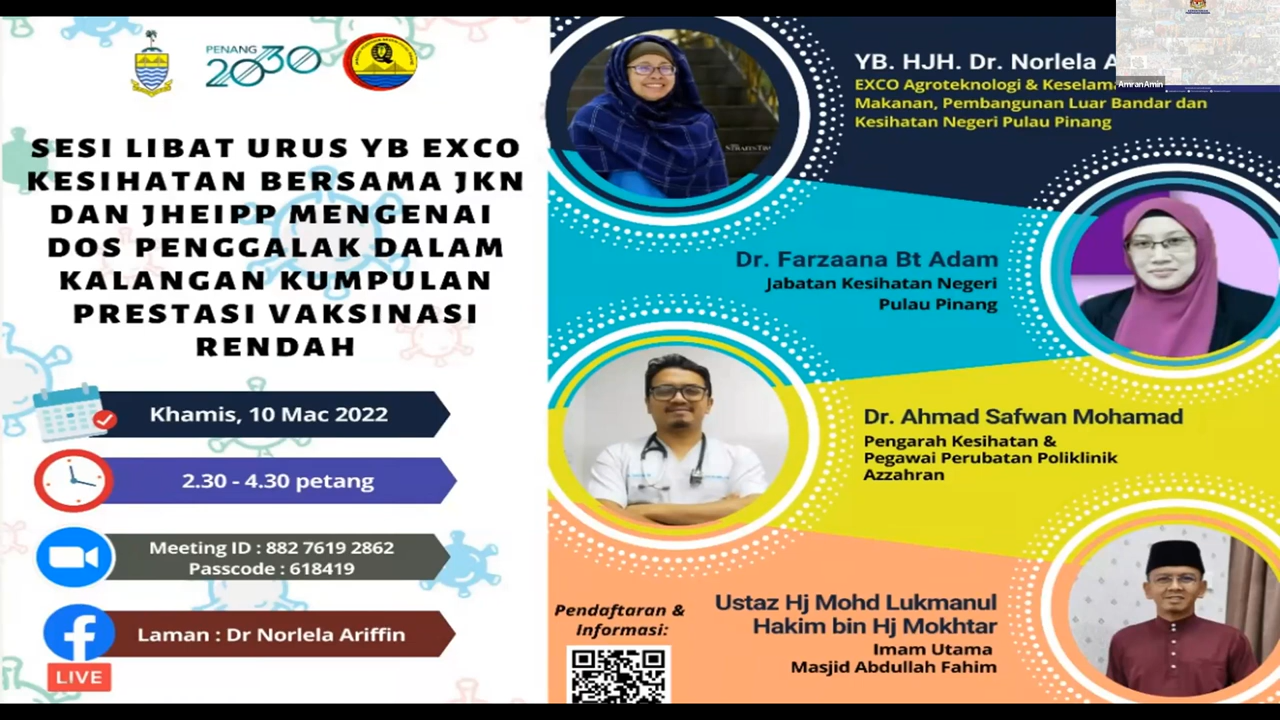 PENANG
2030
SESI LIBAT URUS YB EXCO
KESIHATAN BERSAMA JKN
DAN JHEIPP MENGENAI
DOS PENGGALAK DALAM
KALANGAN KUMPULAN
PRESTASI VAKSINASI
RENDAH
Khamis, 10 Mac 2022
2.30 - 4.30 petang
Meeting ID : 882 7619 2862
Passcode : 618419
Laman : Dr Norlela Ariffin
LIVE
YB. HJH. Dr. Norlela A
EXCO Agroteknologi & Keselam
Makanan, Pembangunan Luar Bandar dan
Kesihatan Negeri Pulau Pinang
AmranAmin
Dr. Farzaana Bt Adam
Jabatan Kesihatan Negeri
Pulau Pinang
Dr. Ahmad Safwan Mohamad
Pengarah Kesihatan &
Pegawai Perubatan Poliklinik
Azzahran
Ustaz Hj Mohd Lukmanul
Hakim bin Hj Mokhtar
Imam Utama
Masjid Abdullah Fahim
Pendaftaran &
Informasi: